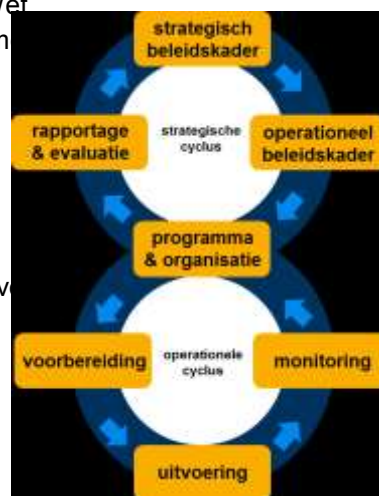 strategisch
beleidskader
rapportage
& evaluatie
strategische
cyclus
operationeel
beleidskader
programma
& organisatie
voorbereiding
operationele
cyclus
monitoring
uitvoering